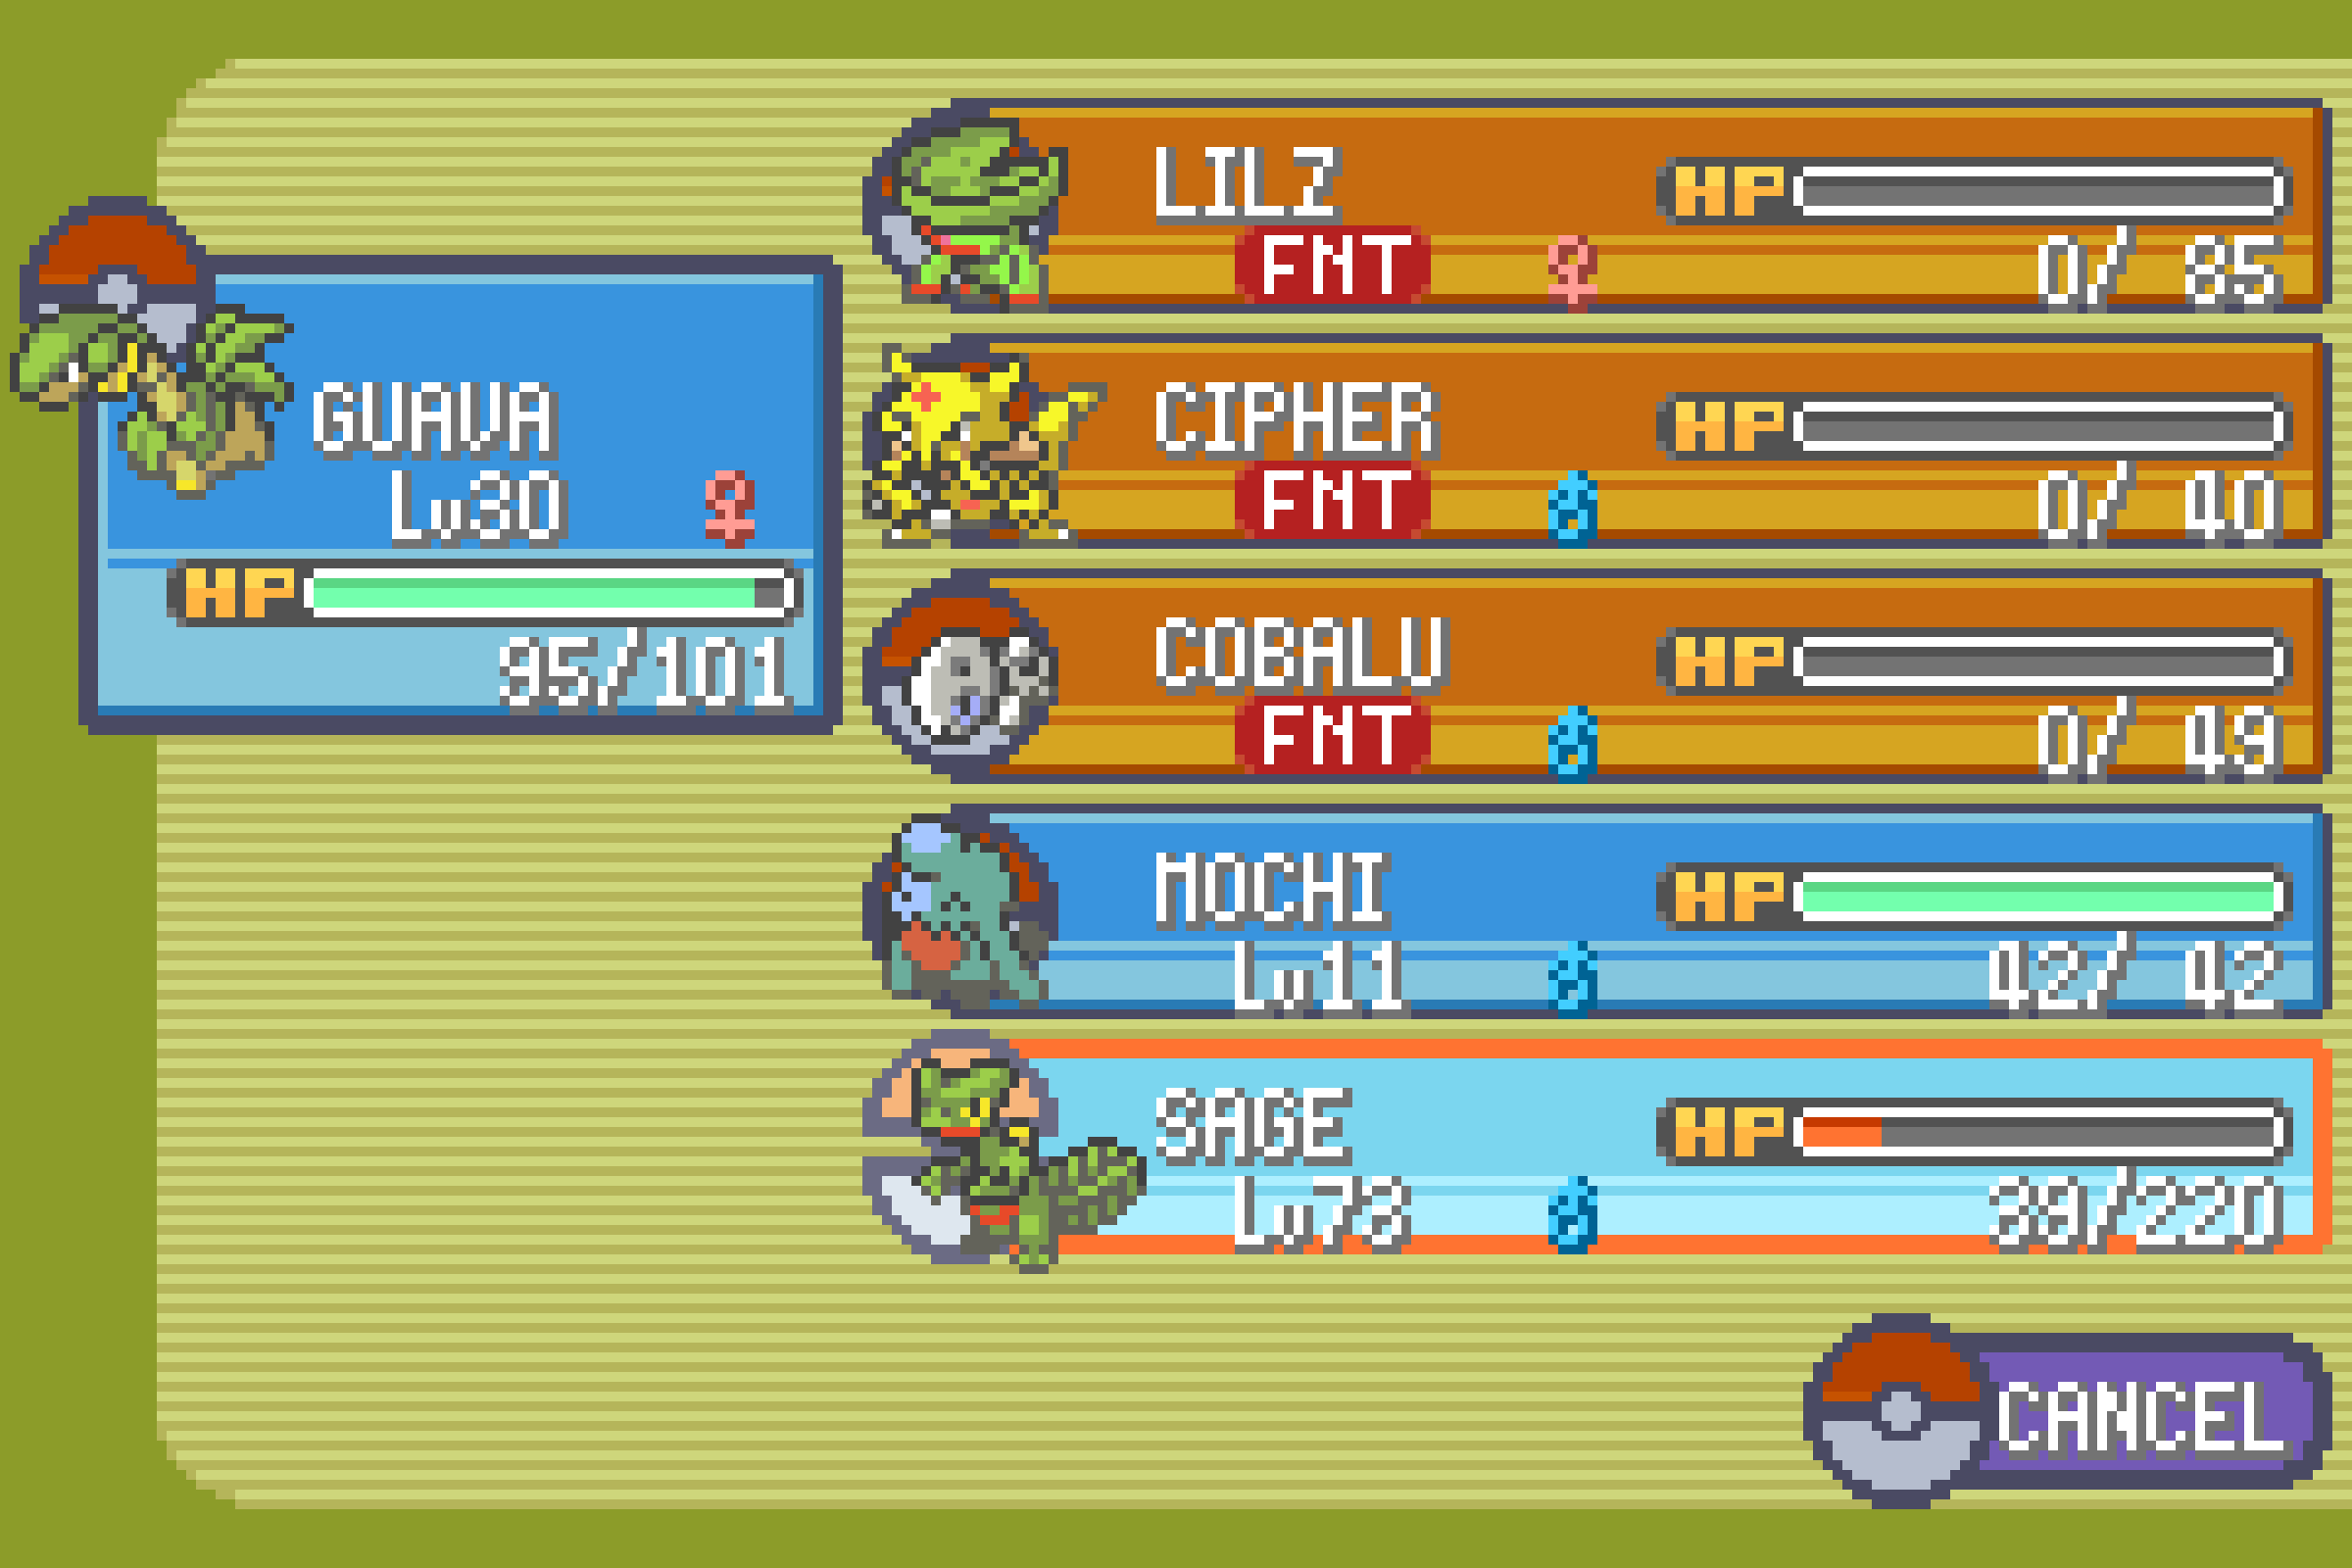 GUAVA
Lv30 ♀
HP
95/101
LILZ
HP
FNT ♀
0/ 85
CIPHER
HP
FNT ♂
0/ 40
COBALU
HP
FNT ♂
0/ 49
MOCHI
HP
Lv11 ♂
42/ 42
SAGE
HP
Lv73 ♂
39/220
CANCEL